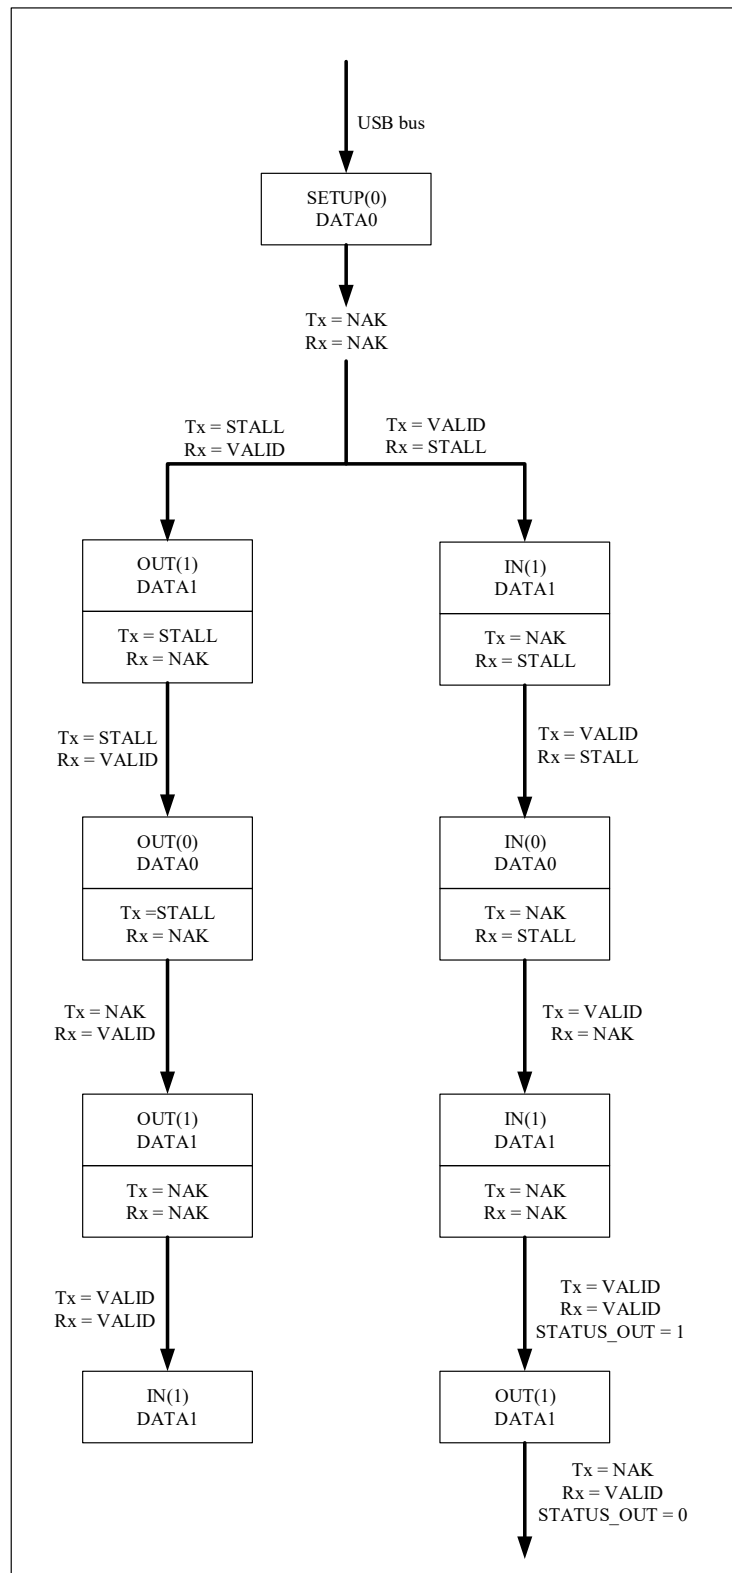 USB bus
SETUP(0)
DATA0
Tx = NAK
Rx = NAK
Tx = STALL
Rx = VALID
Tx = VALID
Rx = STALL
OUT(1)
DATA1
Tx = STALL
Rx = NAK
IN(1)
DATA1
Tx = NAK
Rx = STALL
Tx = STALL
Rx = VALID
Tx = VALID
Rx = STALL
OUT(0)
DATA0
Tx =STALL
Rx = NAK
IN(0)
DATA0
Tx = NAK
Rx = STALL
Tx = NAK
Rx = VALID
Tx = VALID
Rx = NAK
OUT(1)
DATA1
Tx = NAK
Rx = NAK
IN(1)
DATA1
Tx = NAK
Rx = NAK
Tx = VALID
Rx = VALID
Tx = VALID
Rx = VALID
STATUS_OUT = 1
IN(1)
DATA1
OUT(1)
DATA1
Tx = NAK
Rx = VALID
STATUS_OUT = 0